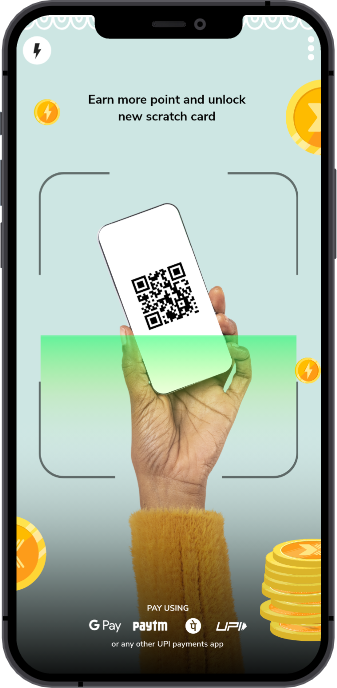 Earn more point and unlock
new scratch card
PAY USING
G Pay paytm UPI
or any other UPI payments app